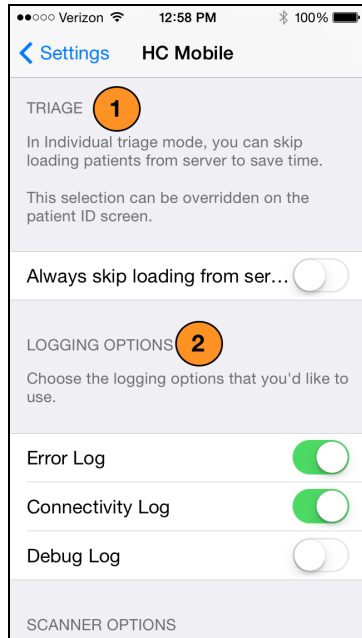 Verizon 12:58 PM 100%
Settings HC Mobile
TRIAGE 1
In Individual triage mode, you can skip
loading patients from server to save time.
This selection can be overridden on the
patient ID screen.
Always skip loading from ser...
LOGGING OPTIONS 2
Choose the logging options that you'd like to
use.
Error Log
Connectivity Log
Debug Log
SCANNER OPTIONS